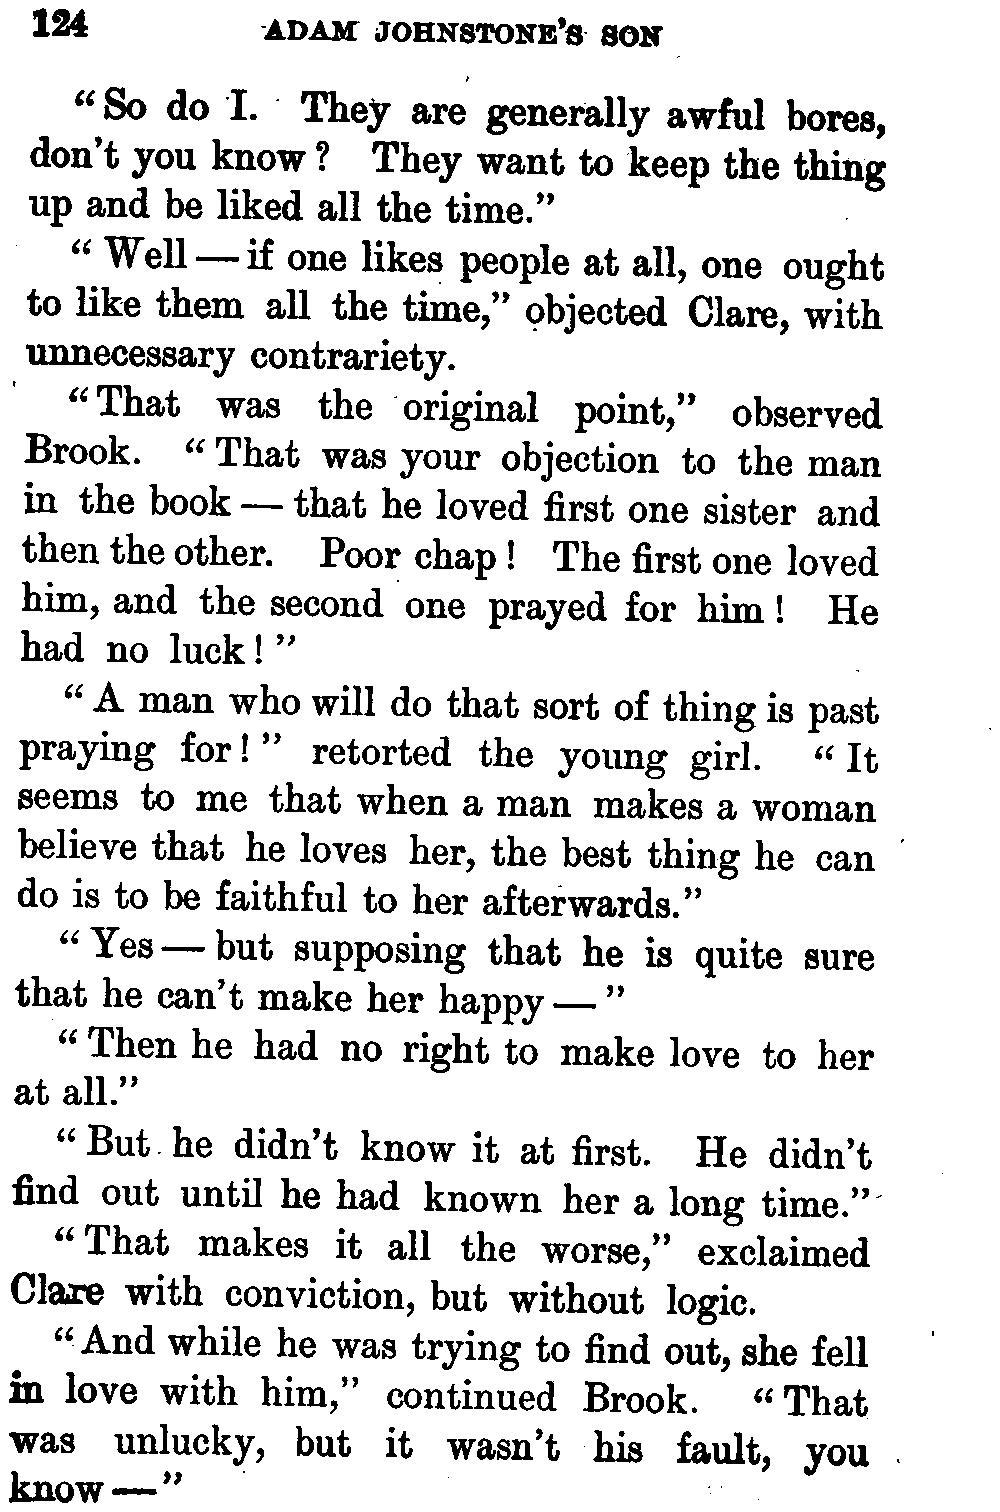 124 ADAM JOHNSTONE'S SON
"So do I. They are generally awful bores,
don't you know? They want to keep the thing
up and be liked all the time."
"Well — if one likes people at all, one ought
to like them all the time," objected Clare, with
unnecessary contrariety.
"That was the original point," observed
Brook. "That was your objection to the man
in the book — that he loved first one sister and
then the other. Poor chap! The first one loved
him, and the second one prayed for him! He
had no luck!"
"A man who will do that sort of thing is past
praying for!" retorted the young girl. "It
seems to me that when a man makes a woman
believe that he loves her, the best thing he can
do is to be faithful to her afterwards."
"Yes — but supposing that he is quite sure
that he can't make her happy —"
"Then he had no right to make love to her
at all."
"But he didn't know it at first. He didn't
find out until he had known her a long time."
"That makes it all the worse," exclaimed
Clare with conviction, but without logic.
"And while he was trying to find out, she fell
in love with him," continued Brook. "That
was unlucky, but it wasn't his fault, you
know —"